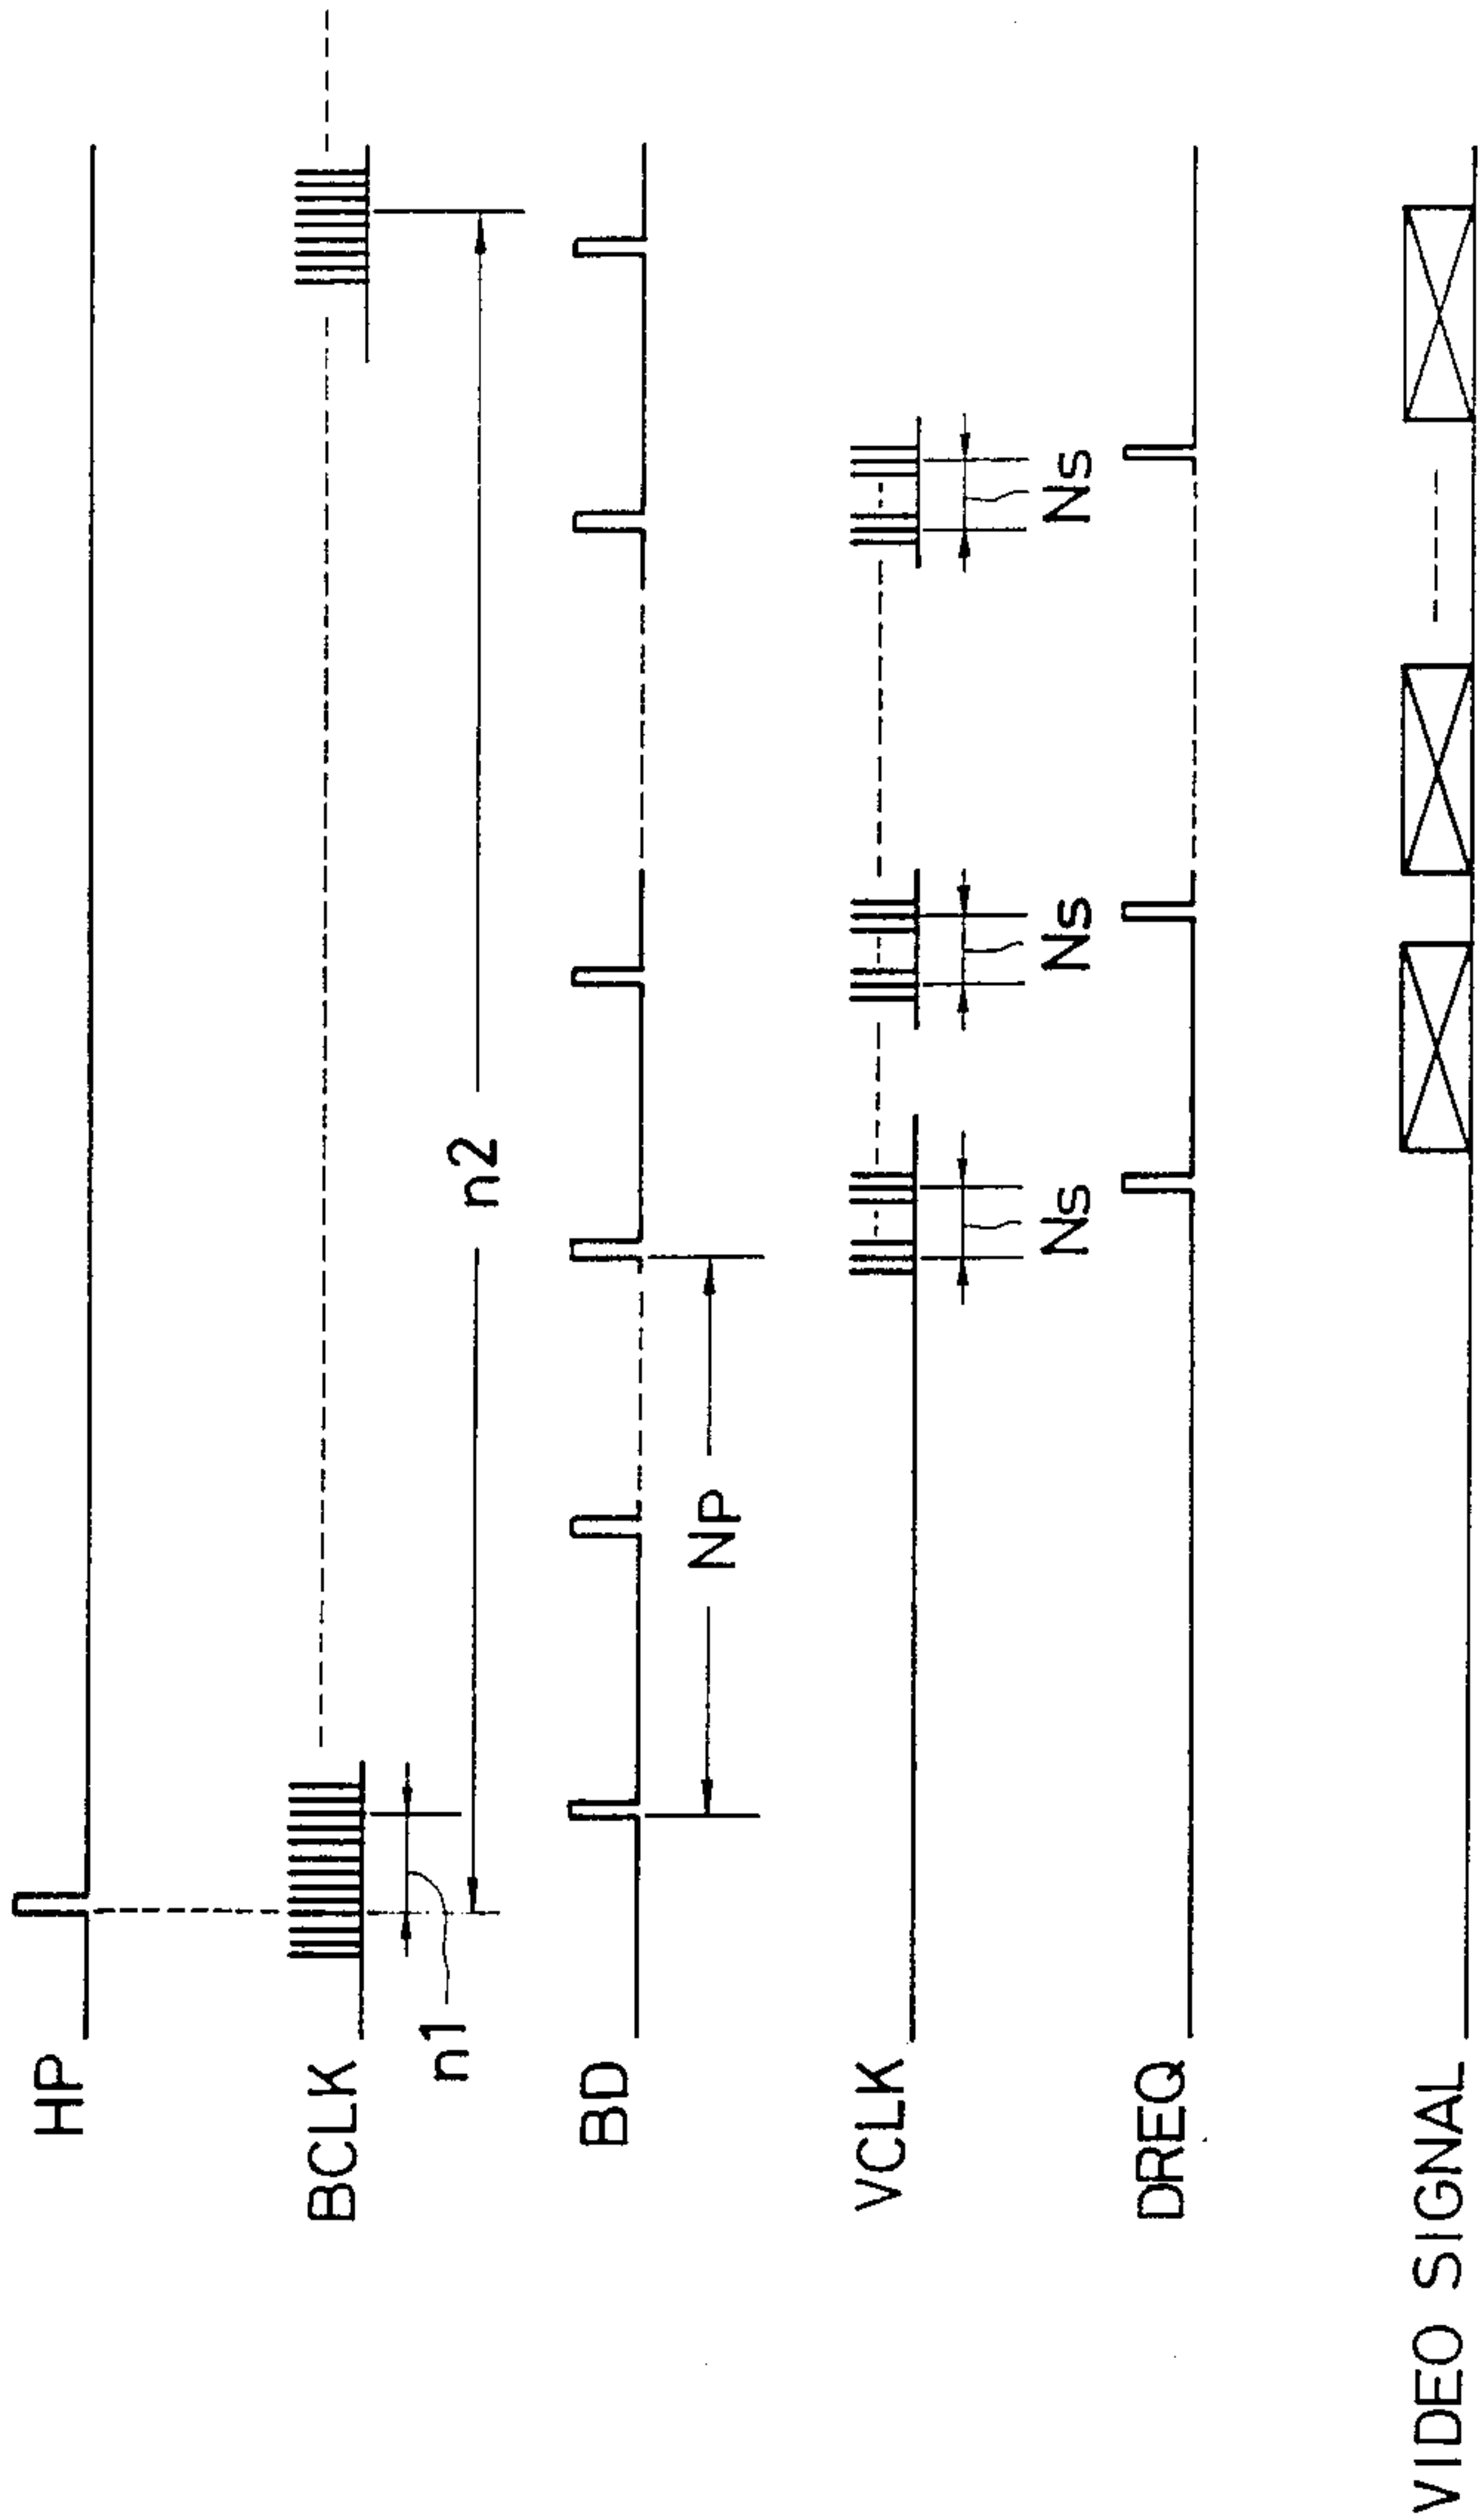 HP
BCLK
n1
n2
BD
NP
VCLK
Ns
Ns
Ns
DREQ
VIDEO SIGNAL